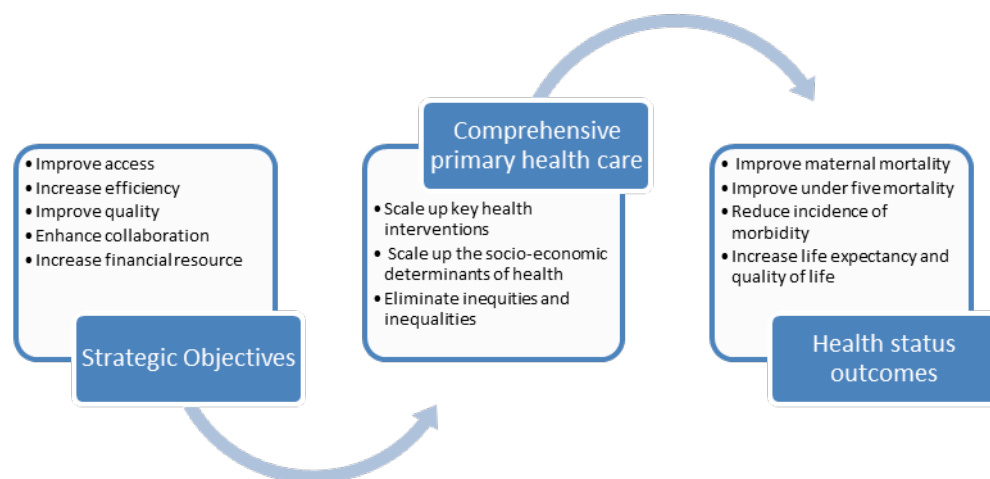 • Improve access
• Increase efficiency
• Improve quality
• Enhance collaboration
• Increase financial resource
Strategic Objectives
Comprehensive
primary health care
• Scale up key health
interventions
• Scale up the socio-economic
determinants of health
• Eliminate inequities and
inequalities
• Improve maternal mortality
• Improve under five mortality
• Reduce incidence of
morbidity
• Increase life expectancy and
quality of life
Health status
outcomes